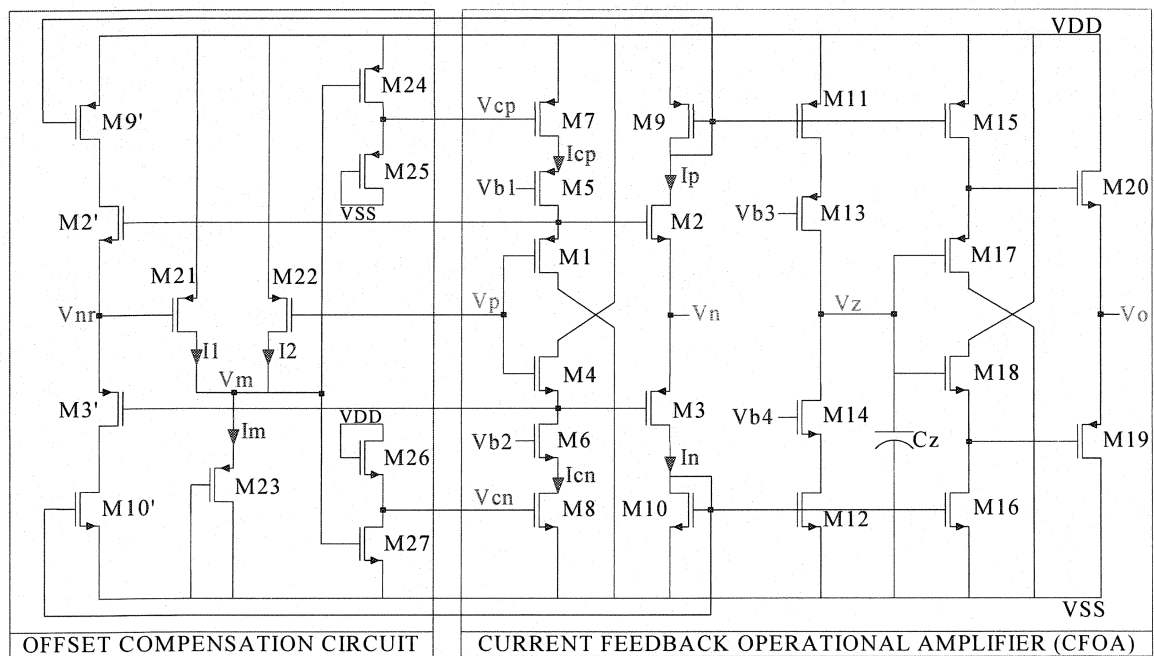 VDD
M9'
M24
Vcp
M7
M9
M11
M15
Icp
M25
Ip
M20
VSS
Vb1
M5
M2'
M2
Vb3
M13
M1
M17
M21
M22
Vnr
Vp
Vn
Vz
Vo
I1
I2
Vm
M4
M18
M3'
M3
VDD
Vb4
M14
Cz
Im
Vb2
M6
M19
M26
In
M23
Icn
Vcn
M10'
M8
M10
M12
M16
M27
VSS
OFFSET COMPENSATION CIRCUIT
CURRENT FEEDBACK OPERATIONAL AMPLIFIER (CFOA)